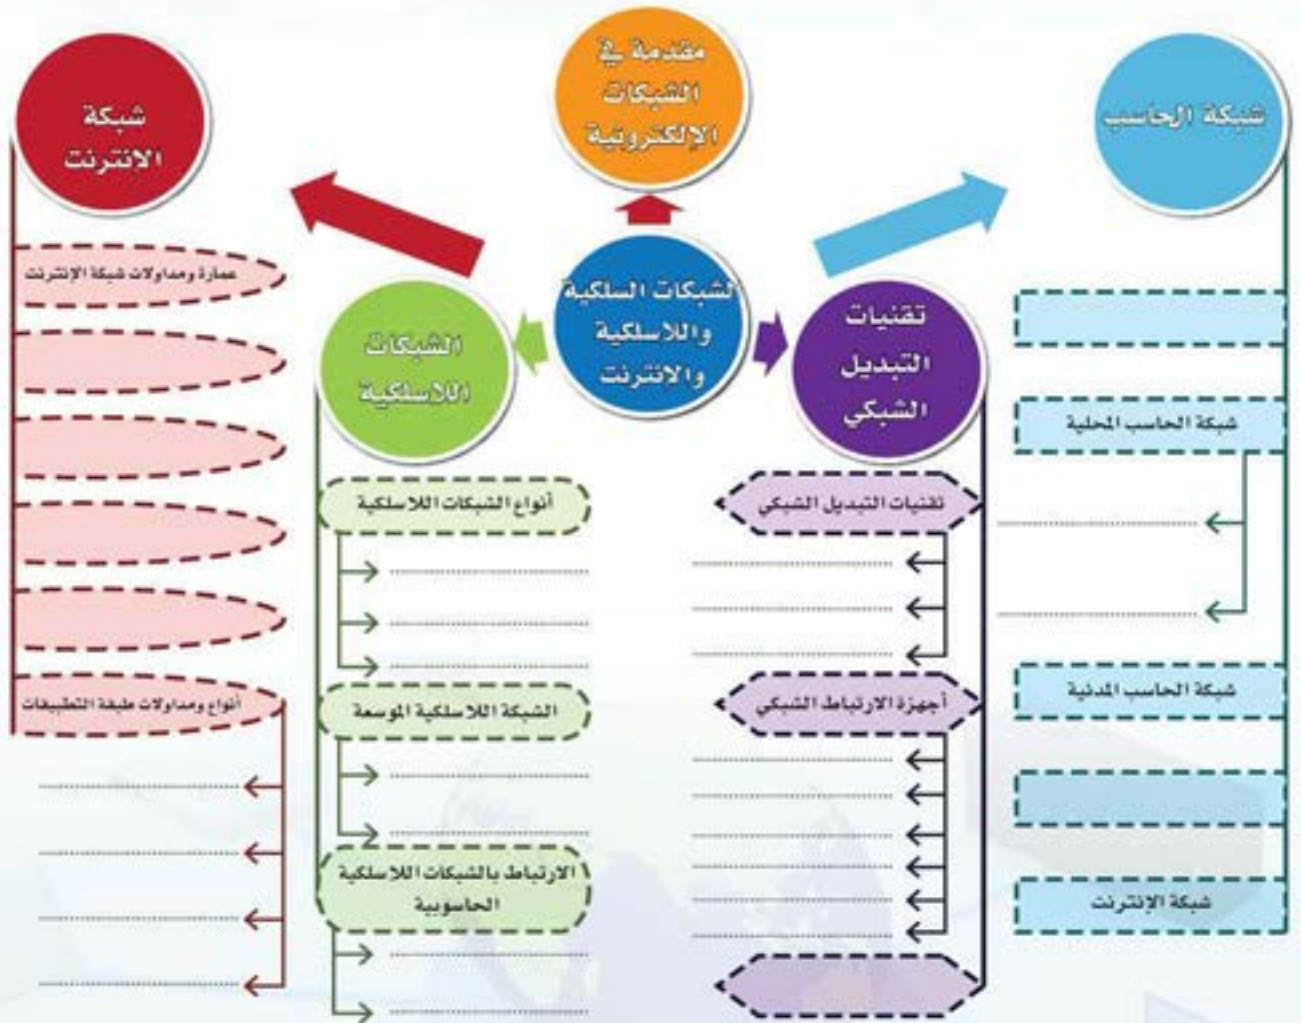 مقدمة في
الشبكات
الإلكترونية
شبكة الحاسب
شبكة
الانترنت
الشبكات السلكية
واللاسلكية
والانترنت
تقنيات
التبديل
الشبكي
الشبكات
اللاسلكية
شبكة الحاسب المحلية
شبكة الحاسب المدنية
شبكة الإنترنت
تقنيات التبديل الشبكي
أجهزة الارتباط الشبكي
أنواع الشبكات اللاسلكية
الشبكة اللاسلكية الموسعة
الارتباط بالشبكات اللاسلكية
الحاسوبية
عمارة ومداولات شبكة الإنترنت
أنواع ومداولات طبقة التطبيقات